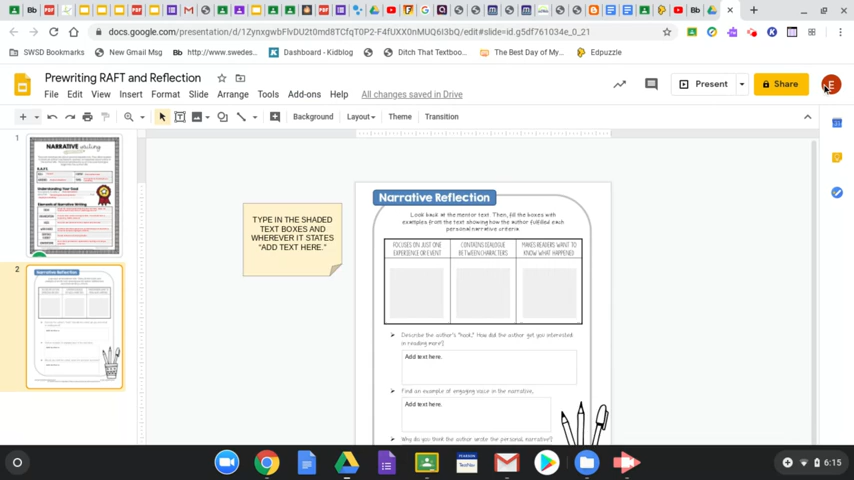 docs.google.com/presentation/d/1ZynxgwbFlvDU2t0md8TCfqT0P2-F4fUXX0nMUQ6I3bQ/edit#slide=id.g5df761034e_0_21
SWSD Bookmarks
New Gmail Msg
Bb http://www.swedes...
Dashboard - Kidblog
Ditch That Textboo...
The Best Day of My...
Edpuzzle
Prewriting RAFT and Reflection
Present
Share
E
File Edit View Insert Format Slide Arrange Tools Add-ons Help All changes saved in Drive
Background Layout Theme Transition
1
NARRATIVE writing
2
Narrative Reflection
TYPE IN THE SHADED
TEXT BOXES AND
WHEREVER IT STATES
"ADD TEXT HERE."
Narrative Reflection
Look back at the mentor text. Then, fill the boxes with
examples from the text showing how the author fulfilled each
personal narrative criteria.
FOCUSES ON JUST ONE
EXPERIENCE OR EVENT
CONTAINS DIALOGUE
BETWEEN CHARACTERS
MAKES READERS WANT TO
KNOW WHAT HAPPENED
Describe the author's "hook." How did the author get you interested
in reading more?
Add text here.
Find an example of engaging voice in the narrative.
Add text here.
Why do you think the author wrote the personal narrative?
6:15